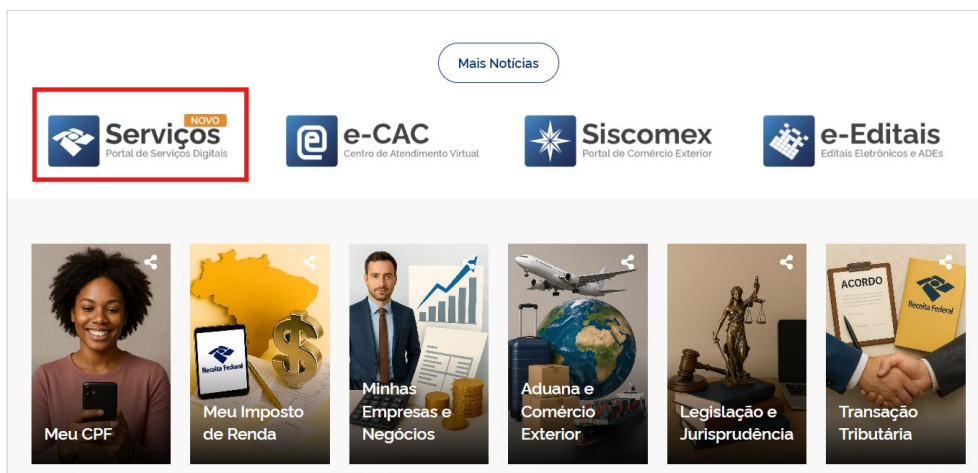 Mais Notícias
NOVO
Serviços
Portal de Serviços Digitais
e-CAC
Centro de Atendimento Virtual
Siscomex
Portal de Comércio Exterior
e-Editais
Editais Eletrônicos e ADEs
Meu CPF
Receita Federal
Meu Imposto
de Renda
Minhas
Empresas e
Negócios
Aduana e
Comércio
Exterior
Legislação e
Jurisprudência
ACORDO
Receita Federal
Transação
Tributária